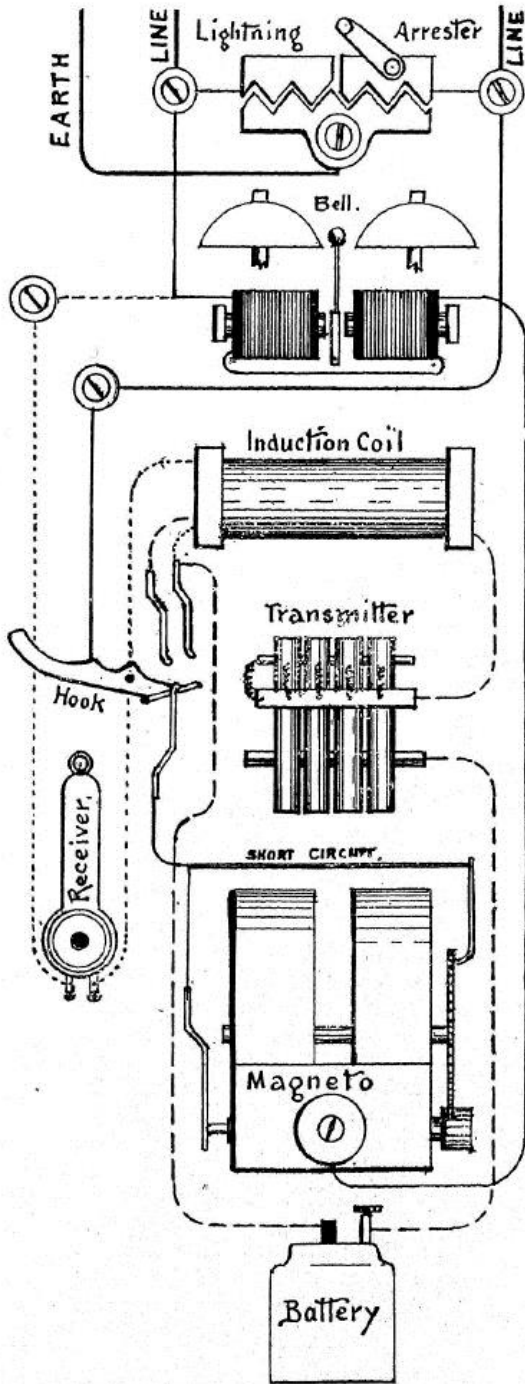 LINE
Lightning
Arrester
LINE
EARTH
Bell.
Induction Coil
Transmitter
Hook
Receiver.
SHORT CIRCUIT.
Magneto
Battery